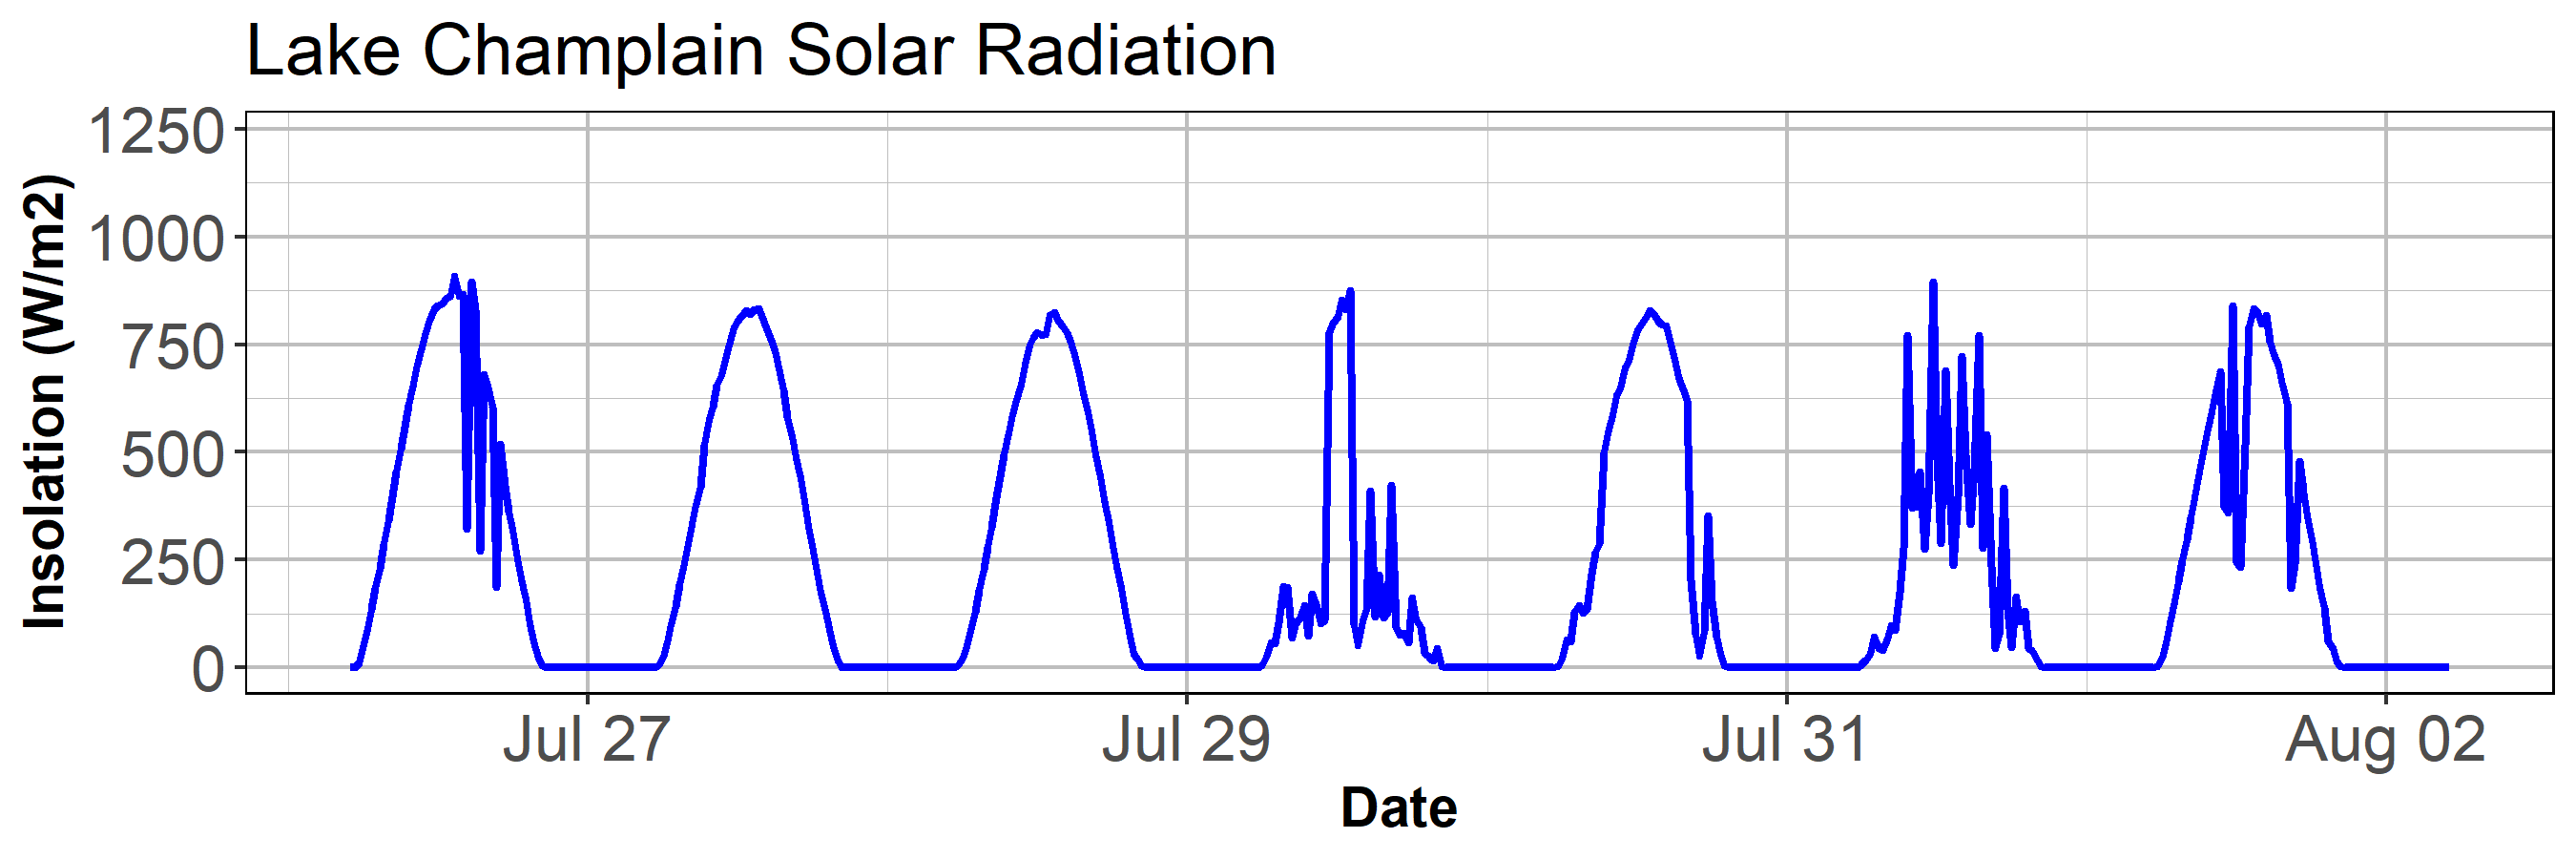 Lake Champlain Solar Radiation
1250
1000
750
500
250
0
Insolation (W/m2)
Jul 27 Jul 29 Jul 31 Aug 02
Date